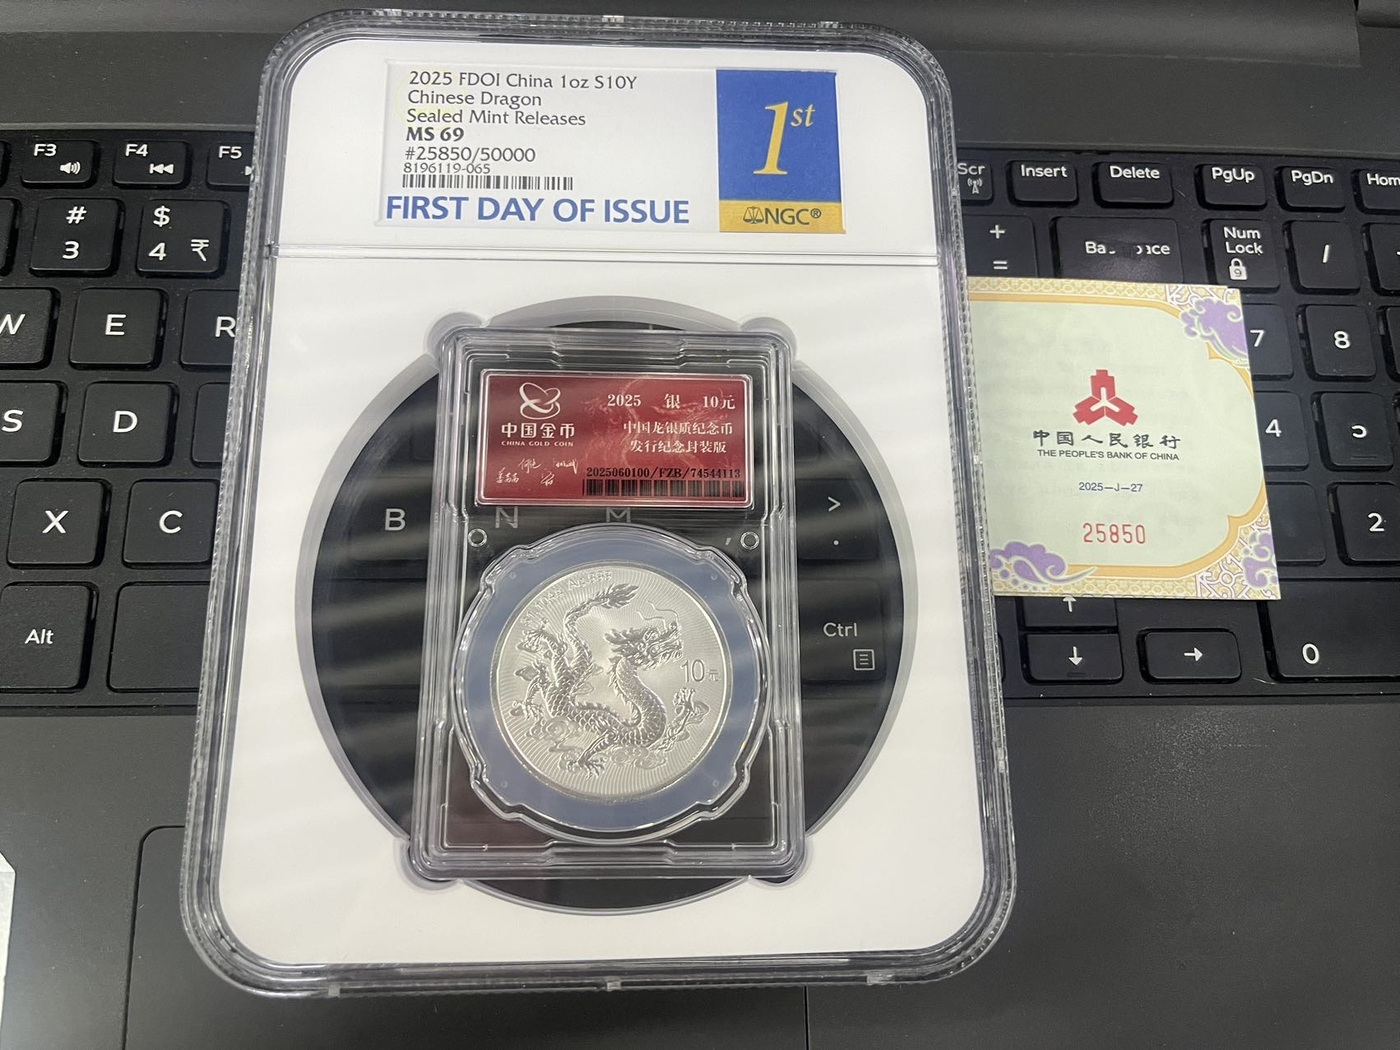 2025 FDOI China 1oz S10Y
Chinese Dragon
Sealed Mint Releases
MS 69
#25850/50000
8196119-065
FIRST DAY OF ISSUE
1st
NGC®
2025 银 10元
中国金币
CHINA GOLD COIN
中国龙银质纪念币
发行纪念封装版
2025060100/FZR/74544113
10元
中国人民银行
THE PEOPLE'S BANK OF CHINA
2025—J—27
25850
F3
F4
F5
Scr
Insert
Delete
PgUp
PgDn
Hom
#
3
$
4 ₹
+
=
Num
Lock
9
/
W
E
R
7
8
S
D
4
X
C
B
N
M
>
.
2
Alt
Ctrl
0